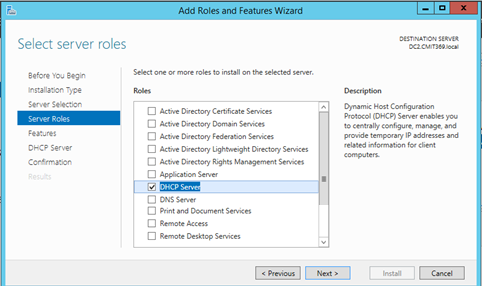 Add Roles and Features Wizard
Select server roles
DESTINATION SERVER
DC2.CMIT369.local
Before You Begin
Installation Type
Server Selection
Server Roles
Features
DHCP Server
Confirmation
Results
Select one or more roles to install on the selected server.
Roles
Active Directory Certificate Services
Active Directory Domain Services
Active Directory Federation Services
Active Directory Lightweight Directory Services
Active Directory Rights Management Services
Application Server
DHCP Server
DNS Server
Print and Document Services
Remote Access
Remote Desktop Services
Description
Dynamic Host Configuration
Protocol (DHCP) Server enables you
to centrally configure, manage, and
provide temporary IP addresses and
related information for client
computers.
< Previous
Next >
Install
Cancel